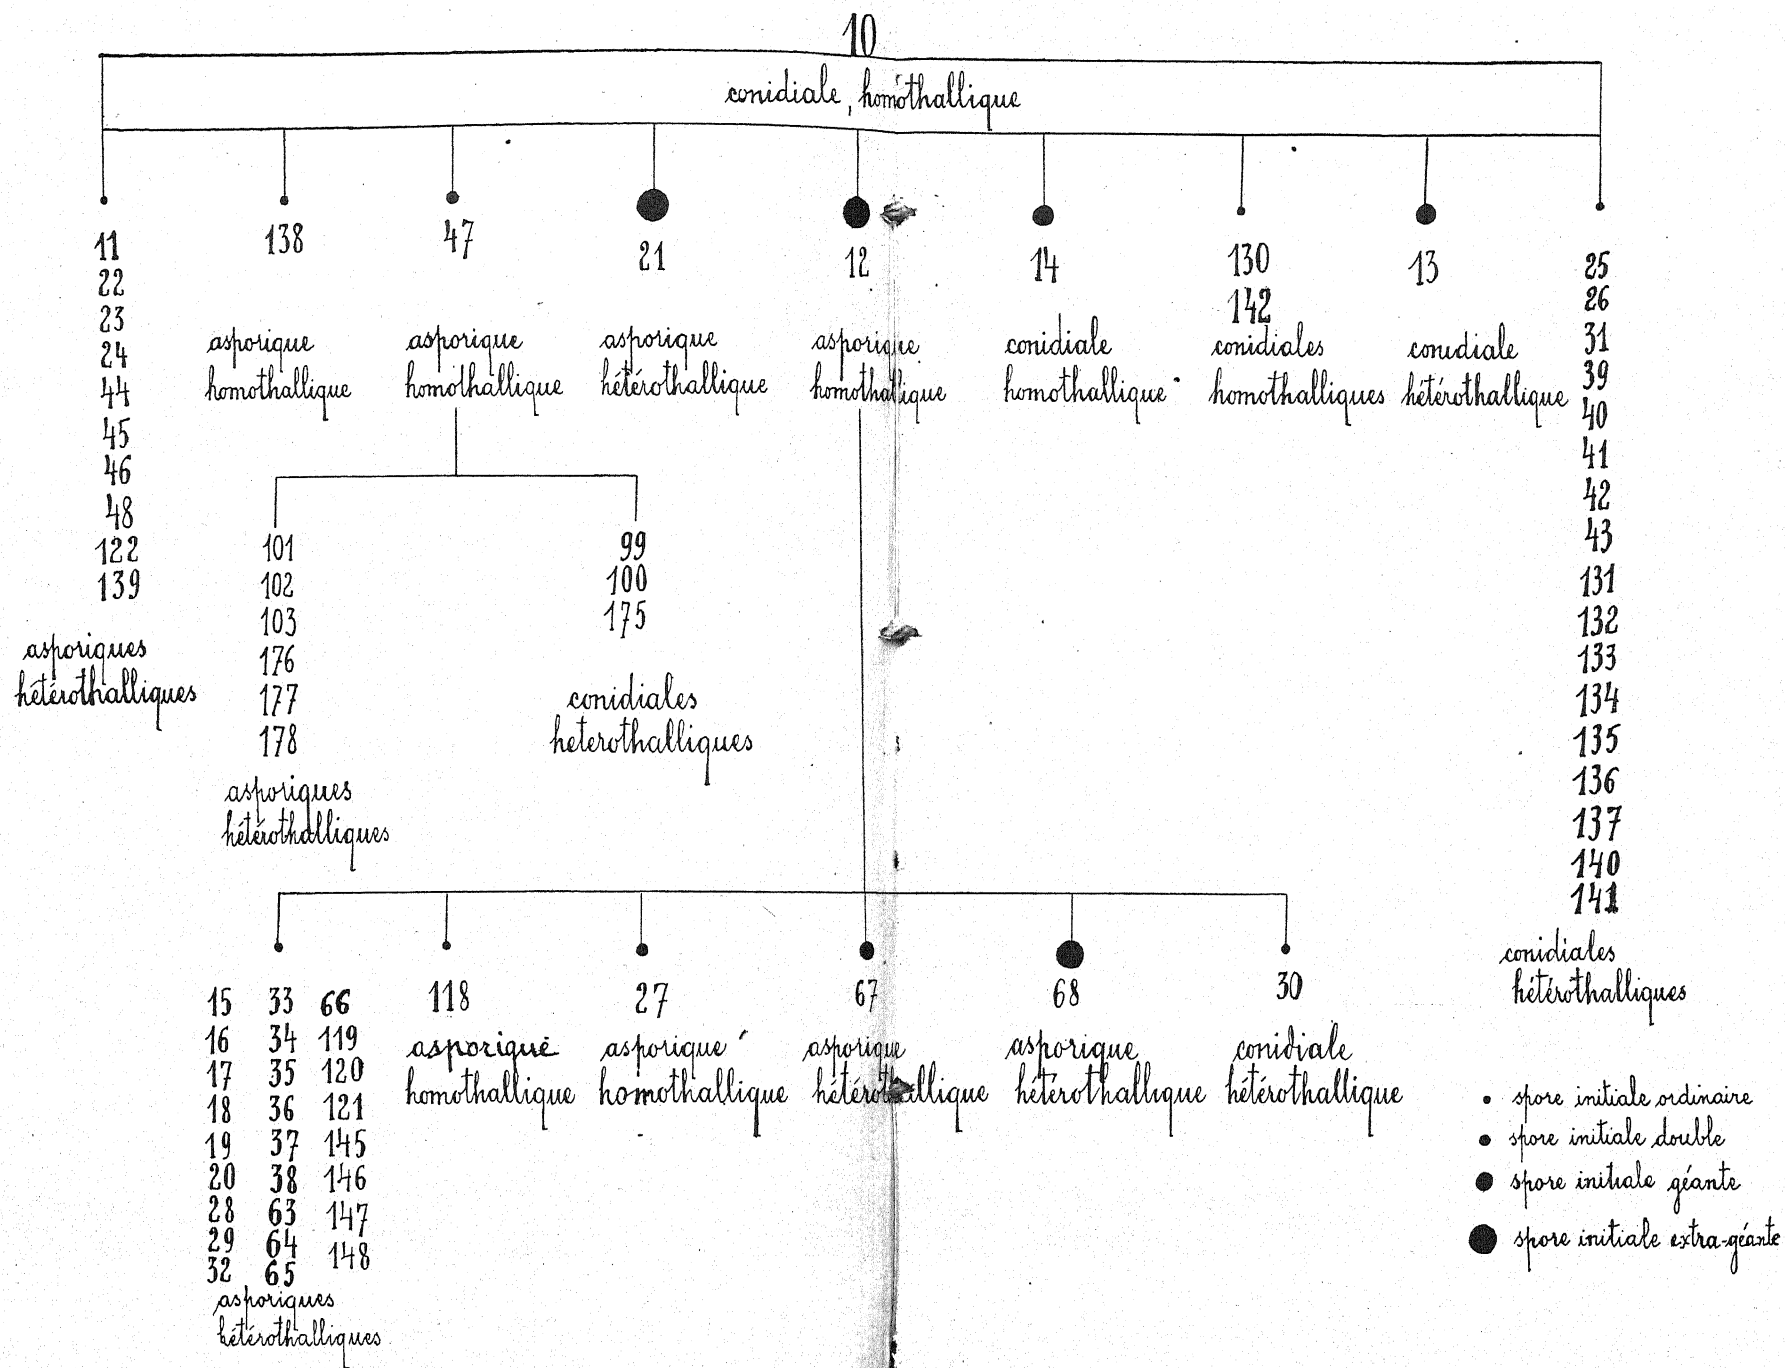 10
conidiale, homothallique
11
22
23
24
44
45
46
48
122
139
asporiques
hétérothalliques
138
asporique
homothallique
47
asporique
homothallique
21
asporique
hétérothallique
12
asporique
homothallique
14
conidiale
homothallique
130
142
conidiales
homothalliques
13
conidiale
hétérothallique
25
26
31
39
40
41
42
43
131
132
133
134
135
136
137
140
141
conidiales
hétérothalliques
101
102
103
176
177
178
asporiques
hétérothalliques
99
100
175
conidiales
heterothalliques
15 33 66
16 34 119
17 35 120
18 36 121
19 37 145
20 38 146
28 63 147
29 64 148
32 65
asporiques
hétérothalliques
118
asporique
homothallique
27
asporique
homothallique
67
asporique
hétérothallique
68
asporique
hétérothallique
30
conidiale
hétérothallique
spore initiale ordinaire
spore initiale double
spore initiale géante
spore initiale extra-géante